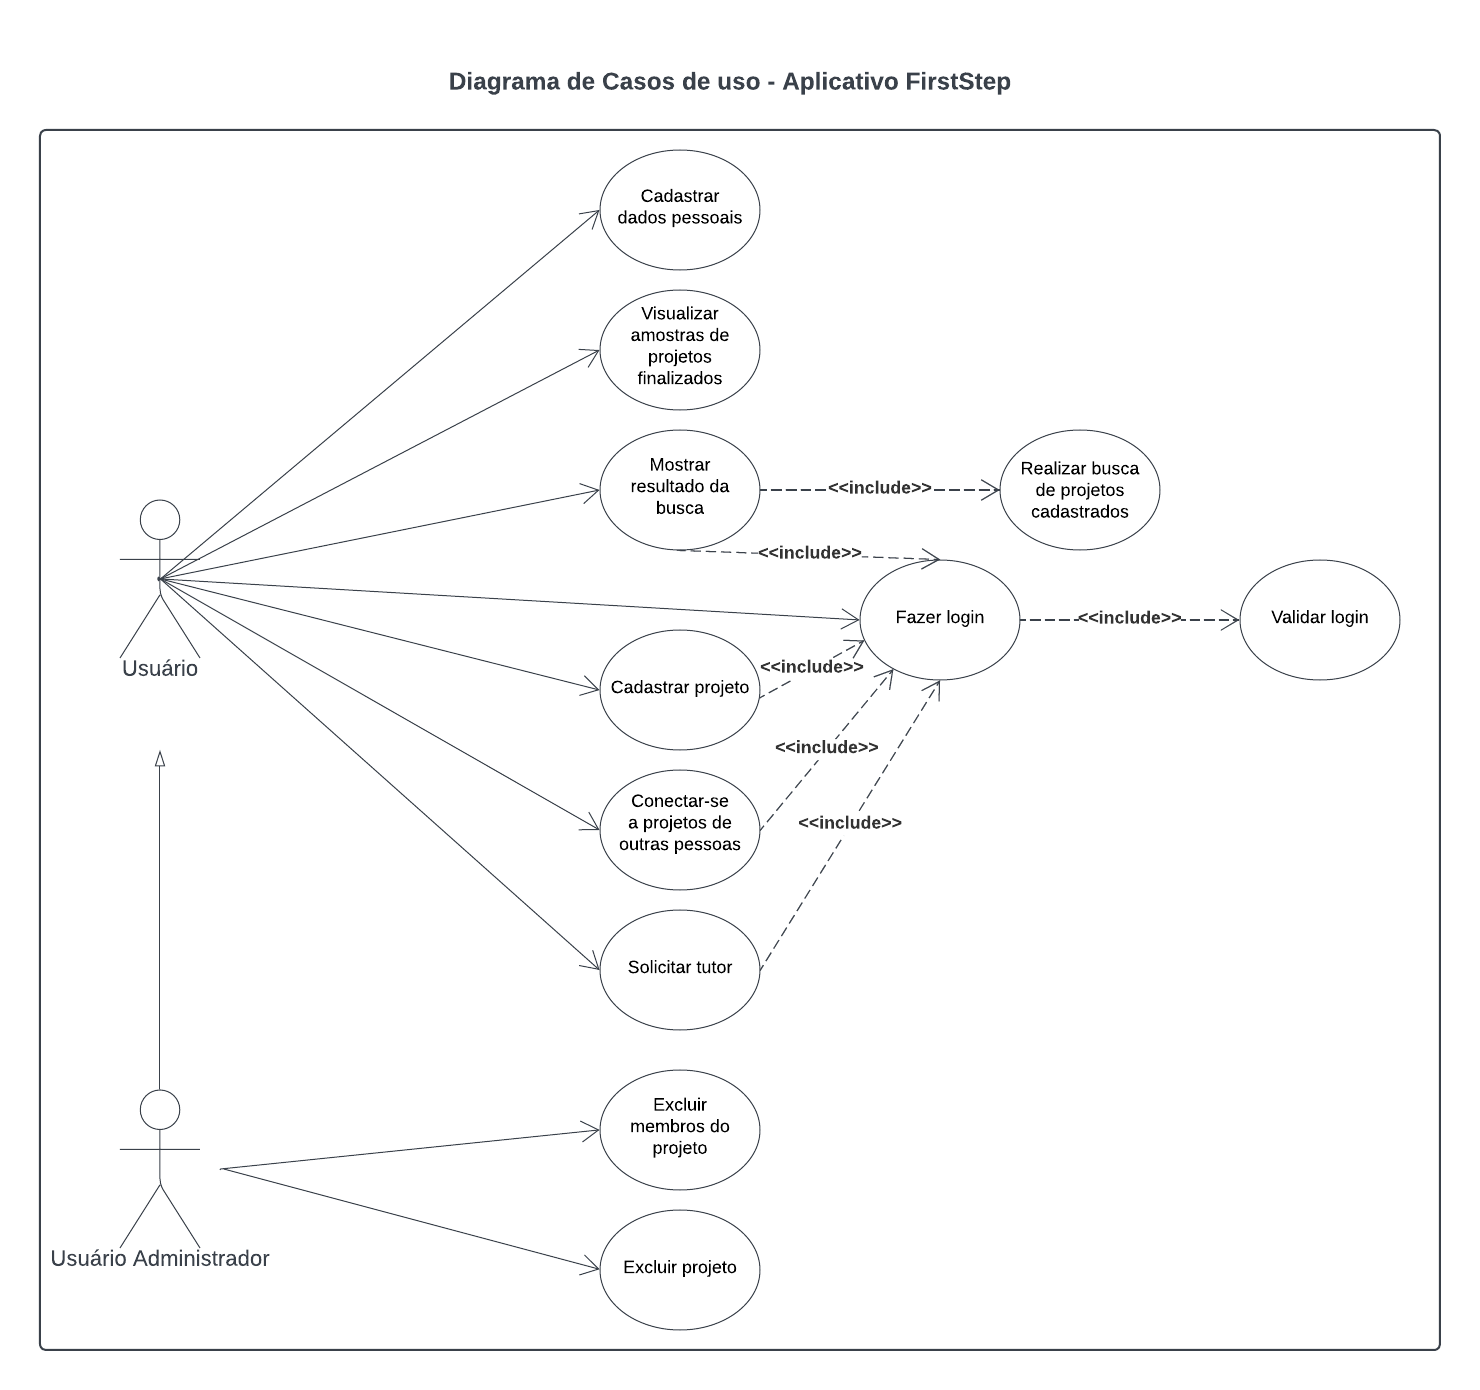 Diagrama de Casos de uso - Aplicativo FirstStep
Cadastrar
dados pessoais
Visualizar
amostras de
projetos
finalizados
Mostrar
resultado da
busca
<<include>>
Realizar busca
de projetos
cadastrados
<<include>>
Fazer login
<<include>>
Validar login
Usuário
<<include>>
Cadastrar projeto
<<include>>
Conectar-se
a projetos de
outras pessoas
<<include>>
Solicitar tutor
Excluir
membros do
projeto
Usuário Administrador
Excluir projeto